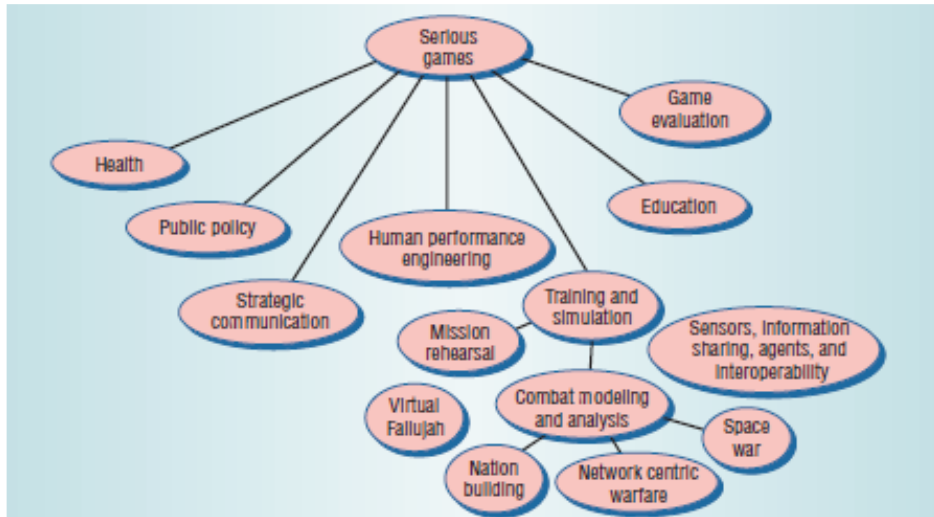 Serious
games
Game
evaluation
Health
Education
Public policy
Human performance
engineering
Strategic
communication
Training and
simulation
Mission
rehearsal
Sensors, information
sharing, agents, and
interoperability
Virtual
Fallujah
Combat modeling
and analysis
Space
war
Nation
building
Network centric
warfare